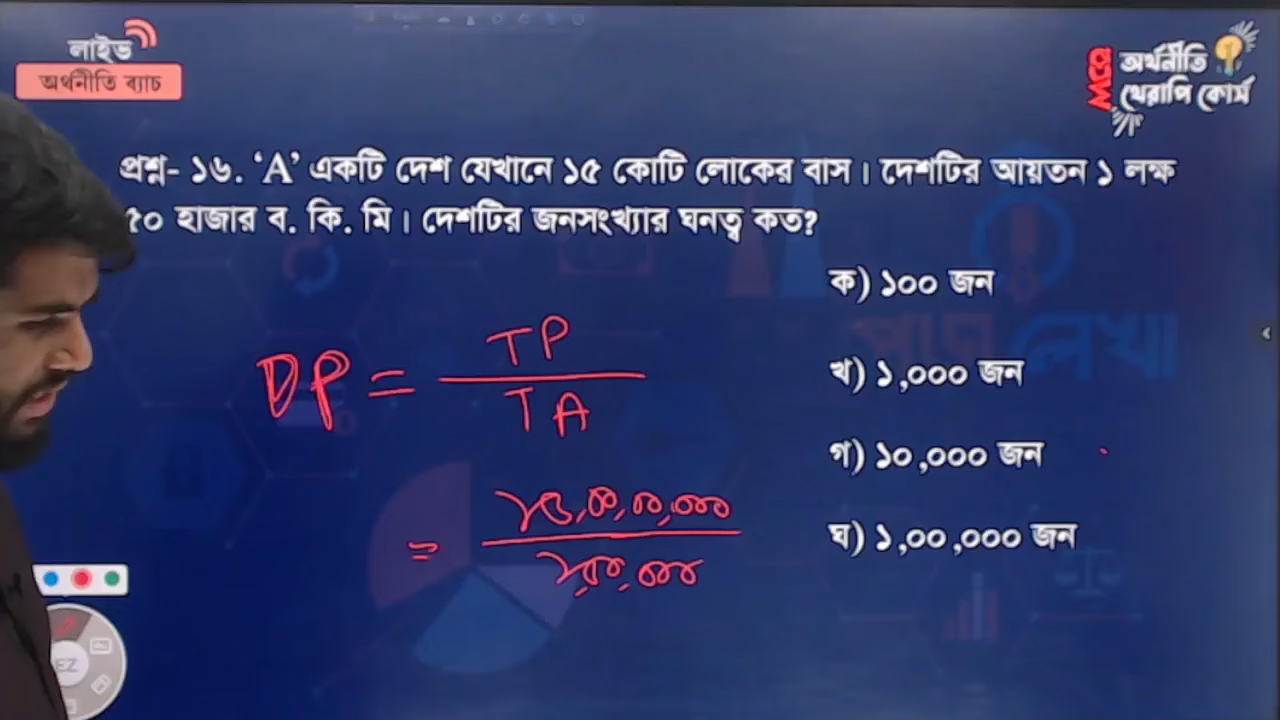 লাইভ
অর্থনীতি ব্যাচ
MCQ
অর্থনীতি
থেরাপি কোর্স
প্রশ্ন- ১৬. ‘A’ একটি দেশ যেখানে ১৫ কোটি লোকের বাস। দেশটির আয়তন ১ লক্ষ
৫০ হাজার ব. কি. মি। দেশটির জনসংখ্যার ঘনত্ব কত?
ক) ১০০ জন
খ) ১,০০০ জন
গ) ১০,০০০ জন
ঘ) ১,০০,০০০ জন
DP = TP
TA
= ১৫,০০,০০,০০০
EZ